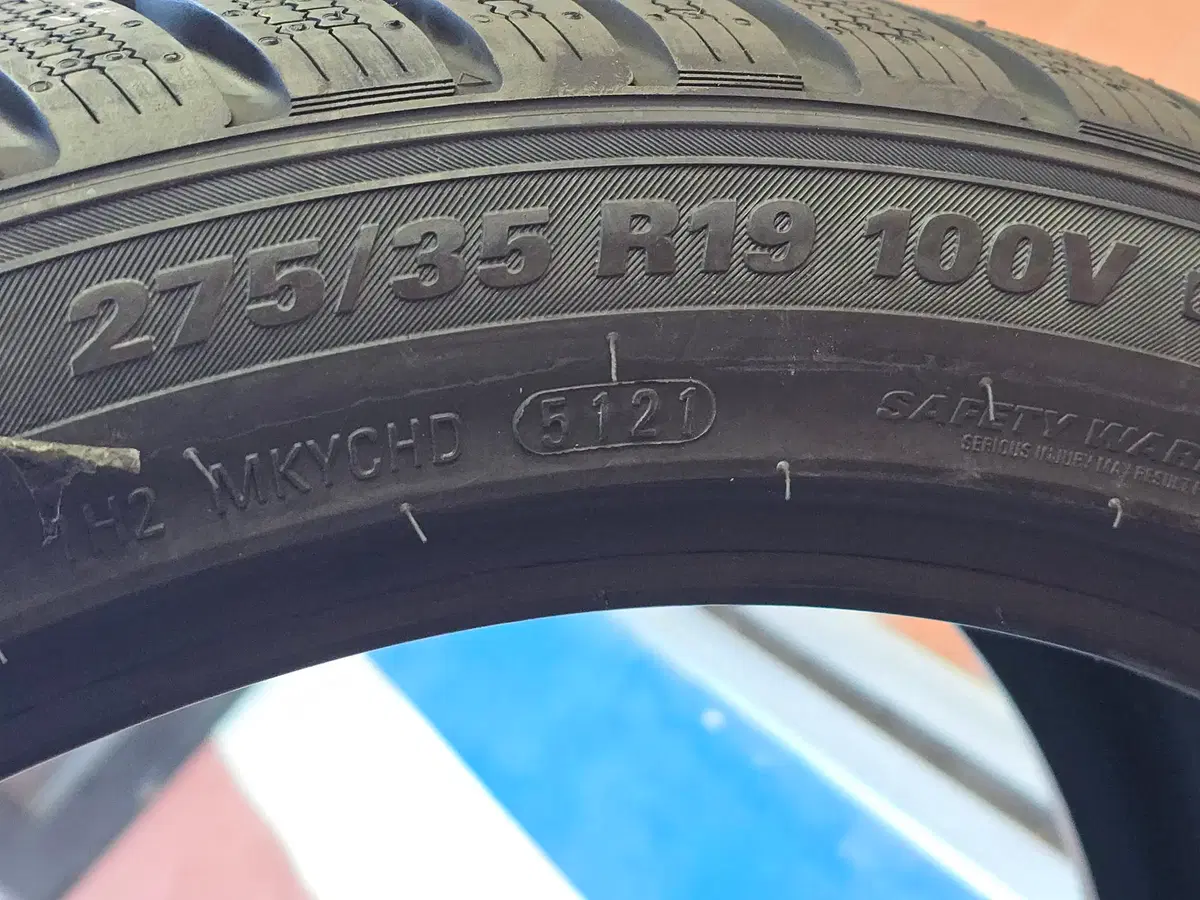 275/35 R19 100V
H2 MKYCHD 5121
SAFETY WAR
SERIOUS INJURY MAY RESULT